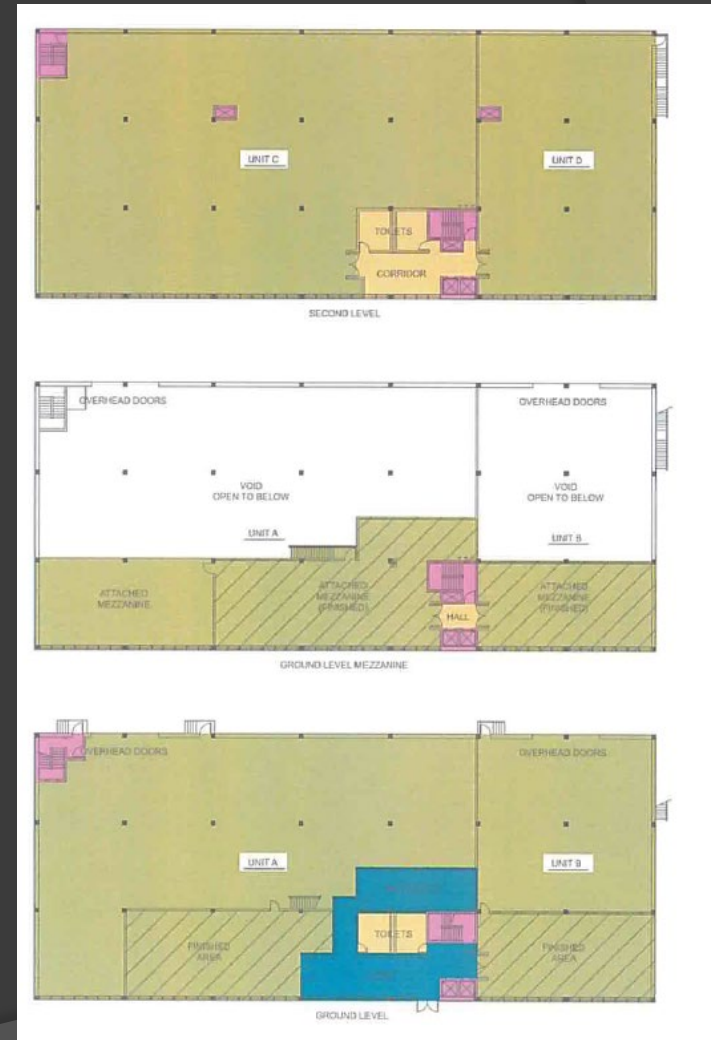 UNIT C
UNIT D
TOILETS
CORRIDOR
SECOND LEVEL
OVERHEAD DOORS
OVERHEAD DOORS
VOID
OPEN TO BELOW
VOID
OPEN TO BELOW
UNIT A
UNIT B
ATTACHED
MEZZANINE
ATTACHED
MEZZANINE
(FINISHED)
ATTACHED
MEZZANINE
(FINISHED)
HALL
GROUND LEVEL MEZZANINE
OVERHEAD DOORS
OVERHEAD DOORS
UNIT A
UNIT B
TOILETS
FINISHED
AREA
FINISHED
AREA
GROUND LEVEL